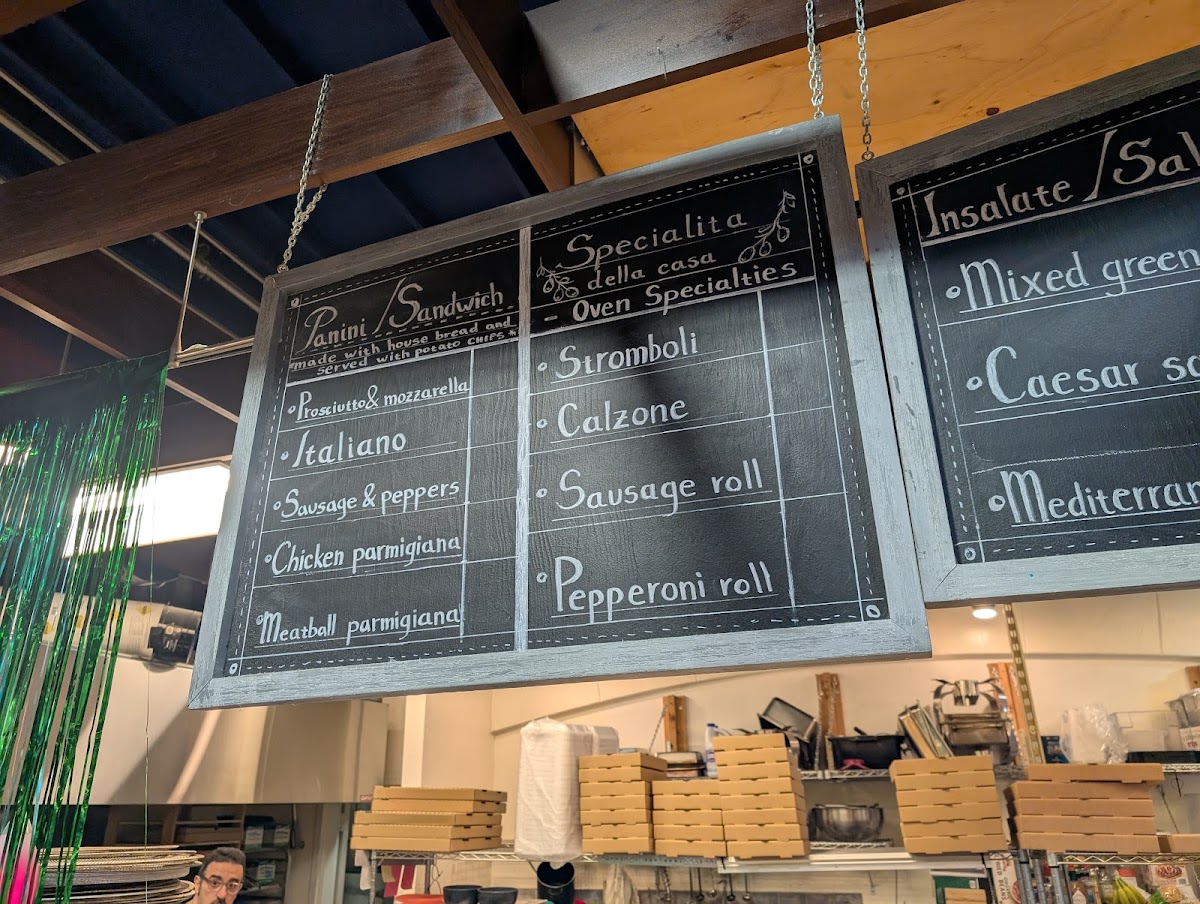 Panini / Sandwich
*made with house bread and
served with potato chips*
Prosciutto & mozzarella
Italiano
Sausage & peppers
Chicken parmigiana
Meatball parmigiana
Specialita
della casa
- Oven Specialties
Stromboli
Calzone
Sausage roll
Pepperoni roll
Insalate / Sal
Mixed green
Caesar sa
Mediterran